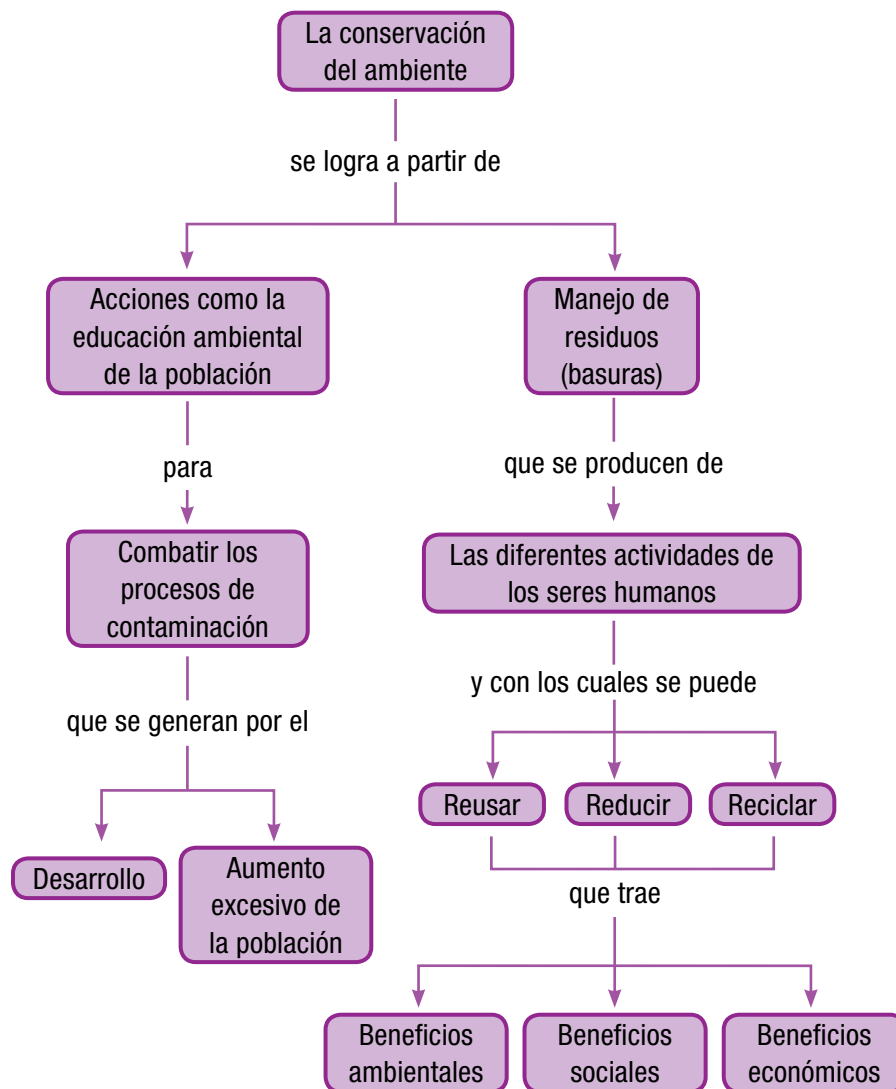 La conservación
del ambiente
se logra a partir de
Acciones como la
educación ambiental
de la población
Manejo de
residuos
(basuras)
para
que se producen de
Combatir los
procesos de
contaminación
Las diferentes actividades de
los seres humanos
que se generan por el
y con los cuales se puede
Desarrollo
Aumento
excesivo de
la población
Reusar
Reducir
Reciclar
que trae
Beneficios
ambientales
Beneficios
sociales
Beneficios
económicos